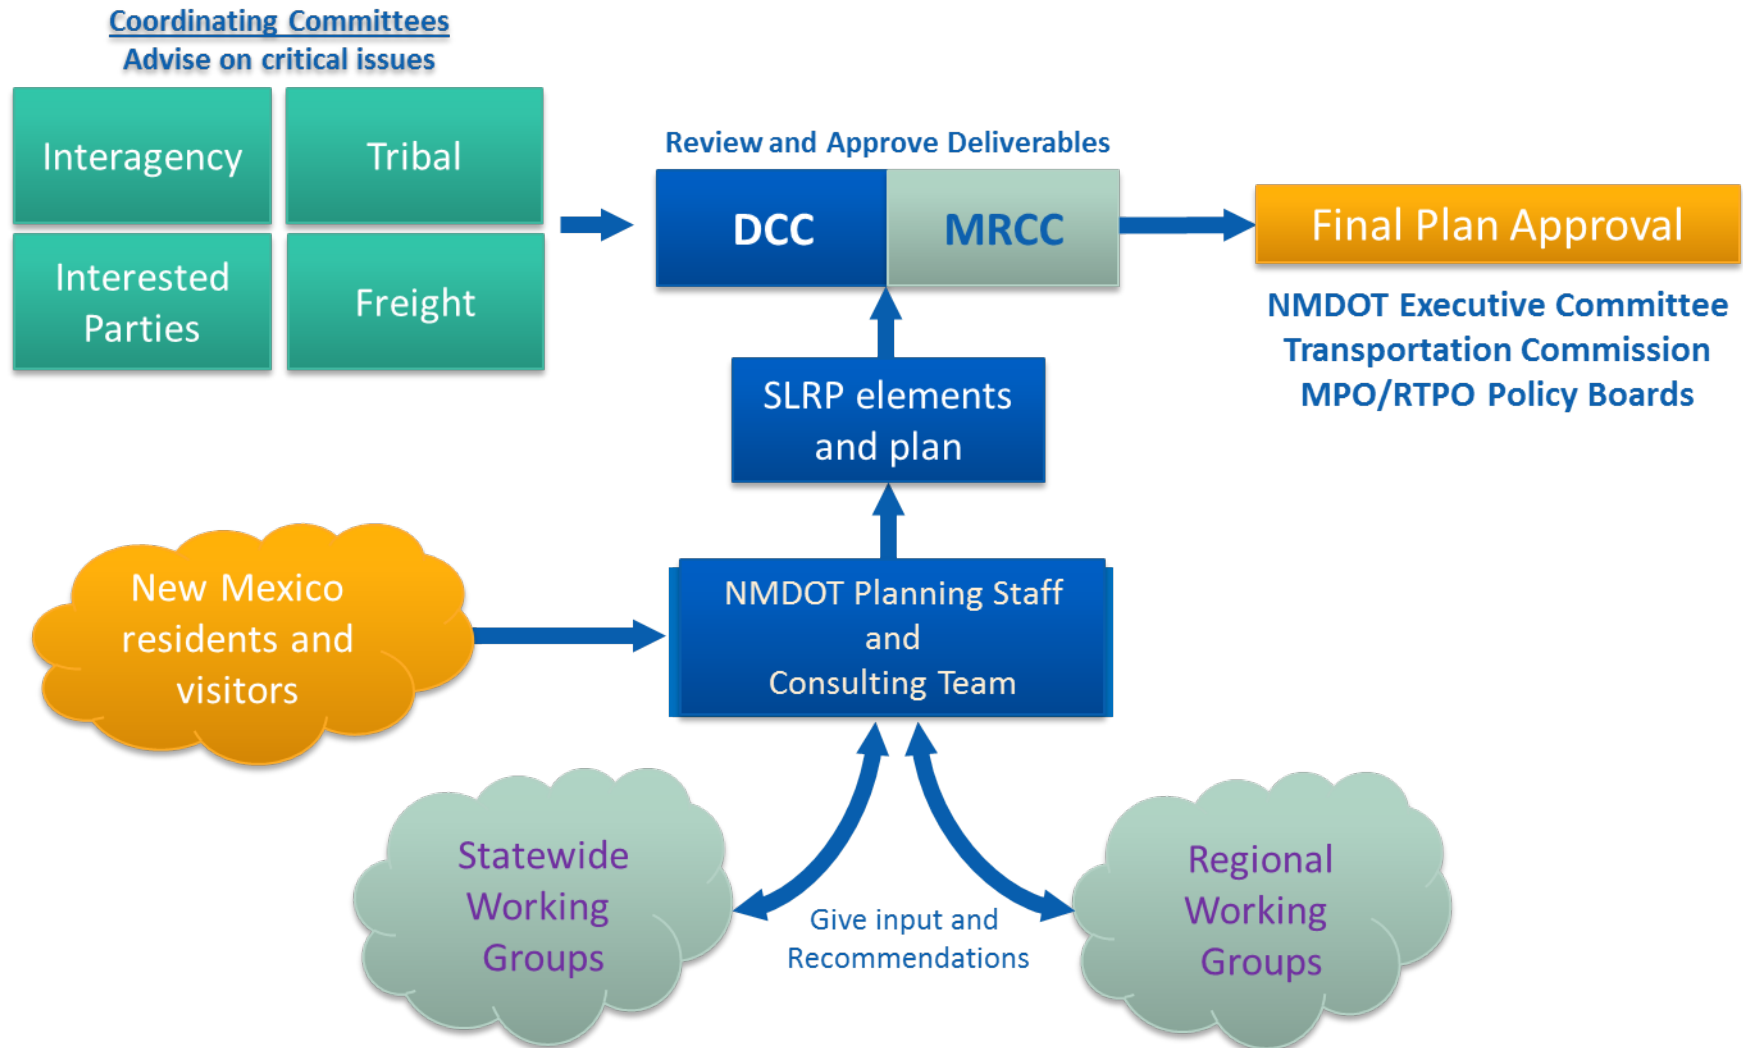 Coordinating Committees
Advise on critical issues
Interagency
Tribal
Interested
Parties
Freight
Review and Approve Deliverables
DCC
MRCC
Final Plan Approval
NMDOT Executive Committee
Transportation Commission
MPO/RTPO Policy Boards
SLRP elements
and plan
New Mexico
residents and
visitors
NMDOT Planning Staff
and
Consulting Team
Statewide
Working
Groups
Give input and
Recommendations
Regional
Working
Groups